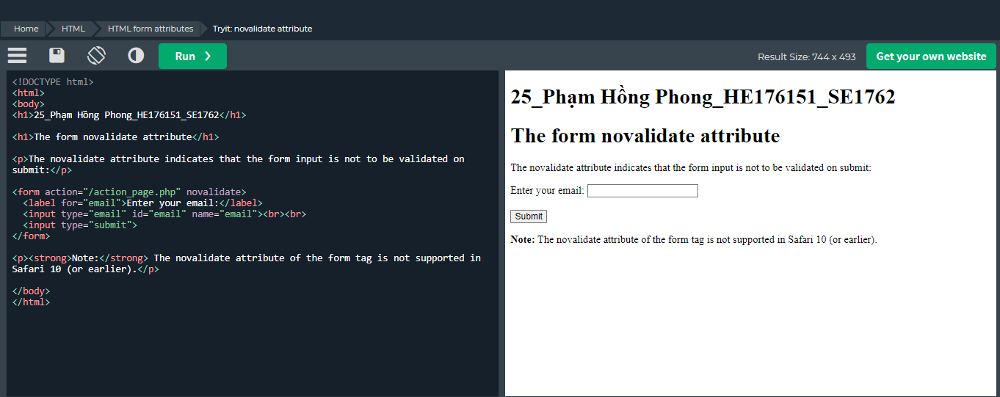 Home
HTML
HTML form attributes
Tryit: novalidate attribute
Run ❯
Result Size: 744 x 493
Get your own website
<!DOCTYPE html>
<html>
<body>
<h1>25_Phạm Hồng Phong_HE176151_SE1762</h1>
<h1>The form novalidate attribute</h1>
<p>The novalidate attribute indicates that the form input is not to be validated on
submit:</p>
<form action="/action_page.php" novalidate>
  <label for="email">Enter your email:</label>
  <input type="email" id="email" name="email"><br><br>
  <input type="submit">
</form>
<p><strong>Note:</strong> The novalidate attribute of the form tag is not supported in
Safari 10 (or earlier).</p>
</body>
</html>
25_Phạm Hồng Phong_HE176151_SE1762
The form novalidate attribute
The novalidate attribute indicates that the form input is not to be validated on submit:
Enter your email:
Submit
Note: The novalidate attribute of the form tag is not supported in Safari 10 (or earlier).